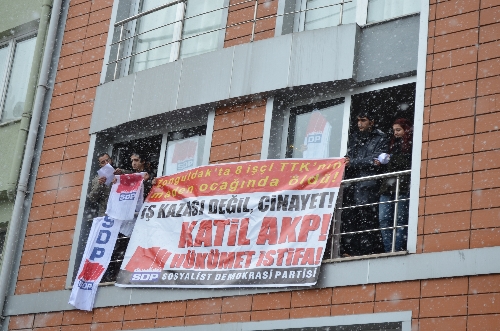 Zonguldak'ta 8 işçi TTK'nın
maden ocağında öldü!
İŞ KAZASI DEĞİL, CİNAYET!
KATİL AKP!
HÜKÜMET İSTİFA!
SDP SOSYALİST DEMOKRASİ PARTİSİ
SDP
SDP